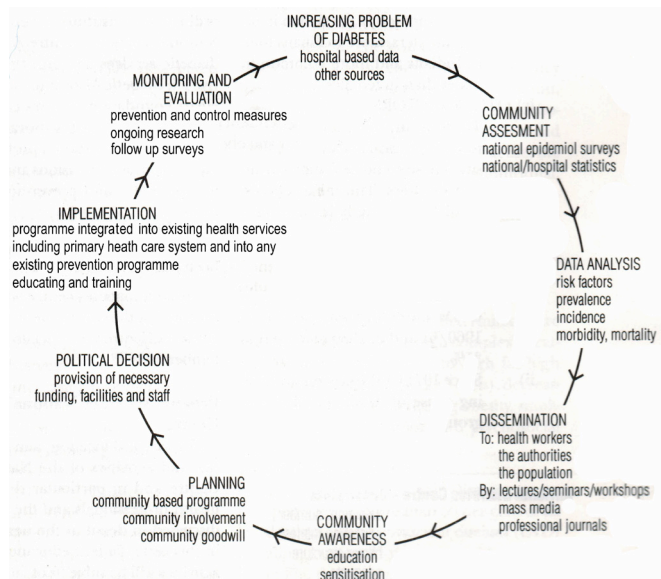 INCREASING PROBLEM
OF DIABETES
hospital based data
other sources
COMMUNITY
ASSESMENT
national epidemiol surveys
national/hospital statistics
DATA ANALYSIS
risk factors
prevalence
incidence
morbidity, mortality
DISSEMINATION
To: health workers
the authorities
the population
By: lectures/seminars/workshops
mass media
professional journals
COMMUNITY
AWARENESS
education
sensitisation
PLANNING
community based programme
community involvement
community goodwill
POLITICAL DECISION
provision of necessary
funding, facilities and staff
IMPLEMENTATION
programme integrated into existing health services
including primary heath care system and into any
existing prevention programme
educating and training
MONITORING AND
EVALUATION
prevention and control measures
ongoing research
follow up surveys